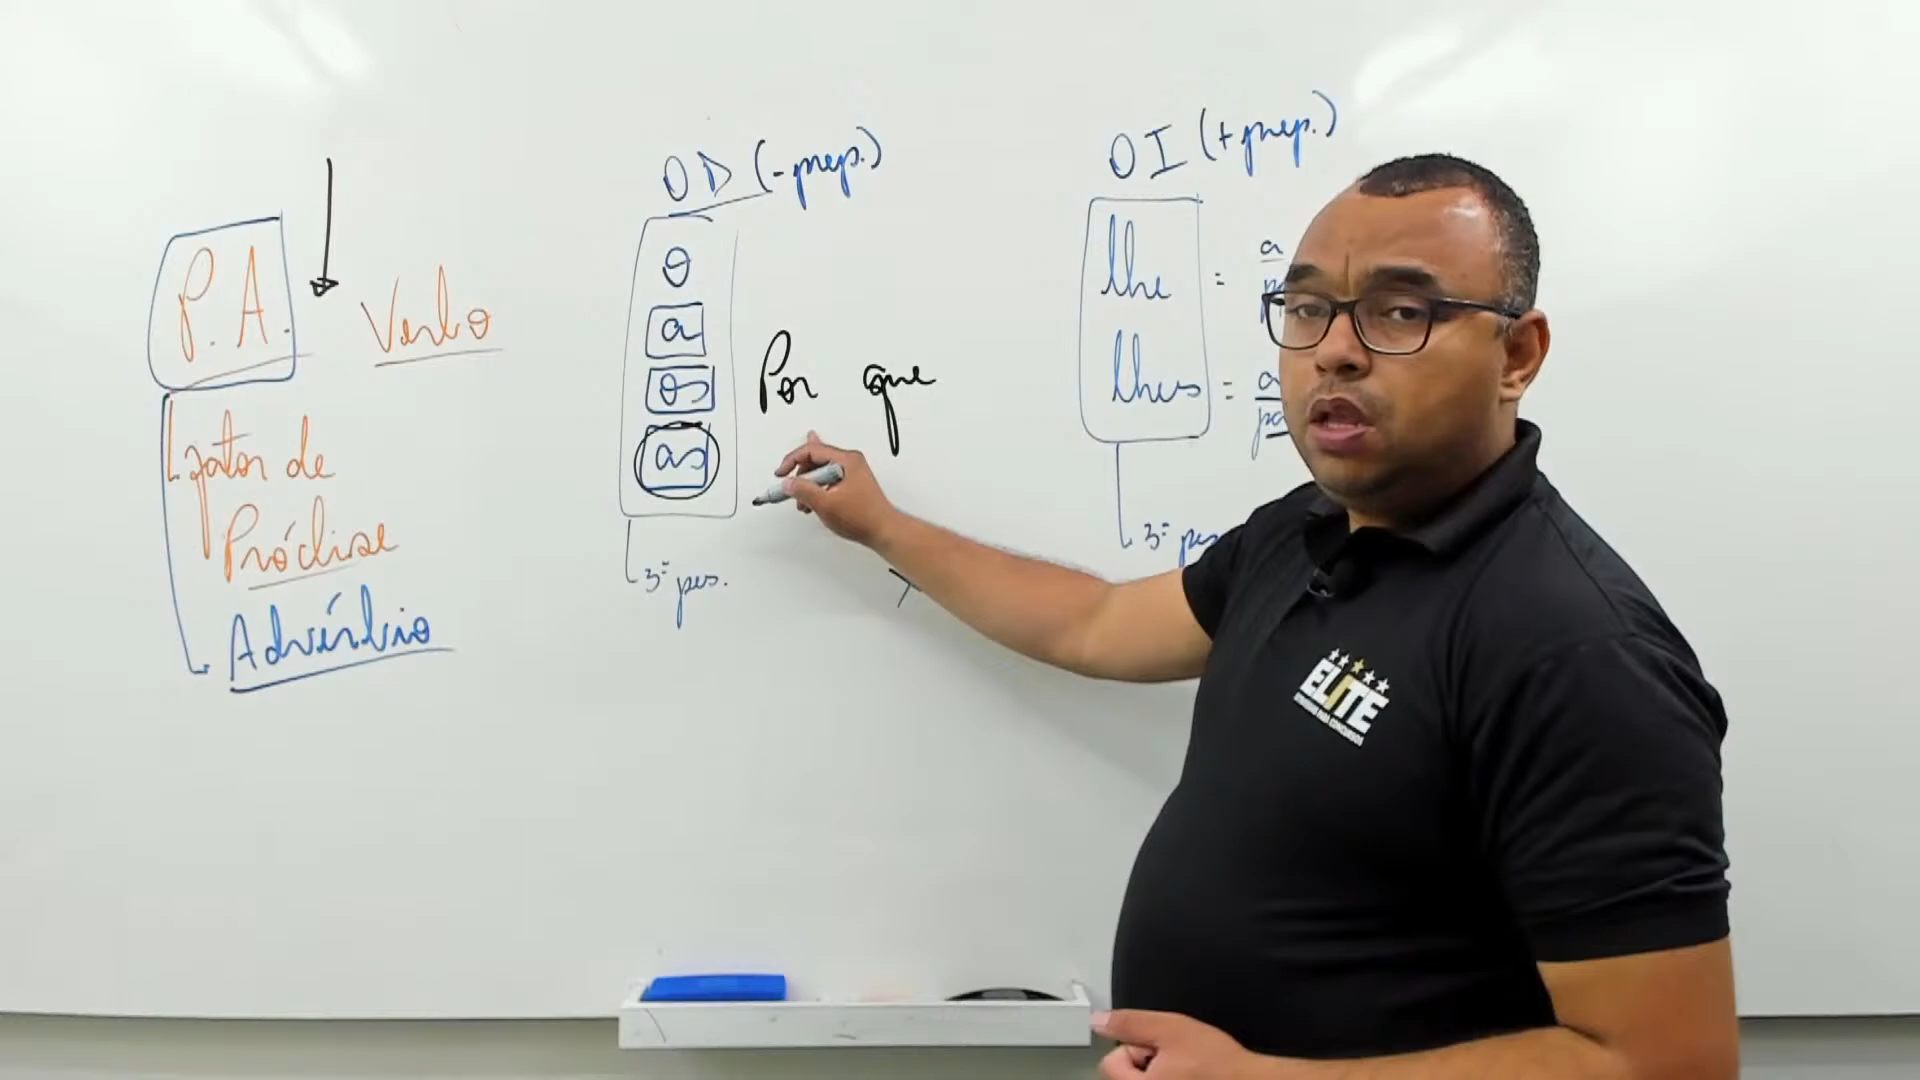 P.A.
Verbo
fator de
Próclise
Advérbio
OD (-prep.)
o
a
os
as
3ª pes.
Por que
OI (+prep.)
lhe = a
lhes = a
3ª pes
ELITE